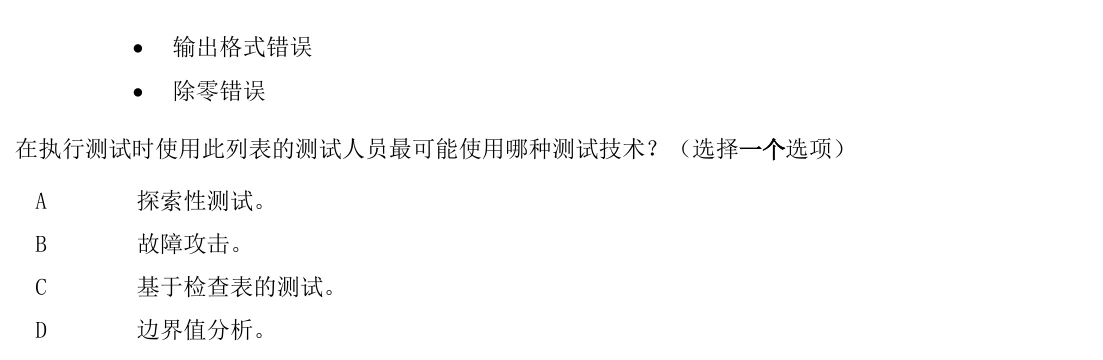 • 输出格式错误
• 除零错误
在执行测试时使用此列表的测试人员最可能使用哪种测试技术？（选择一个选项）
A 探索性测试。
B 故障攻击。
C 基于检查表的测试。
D 边界值分析。